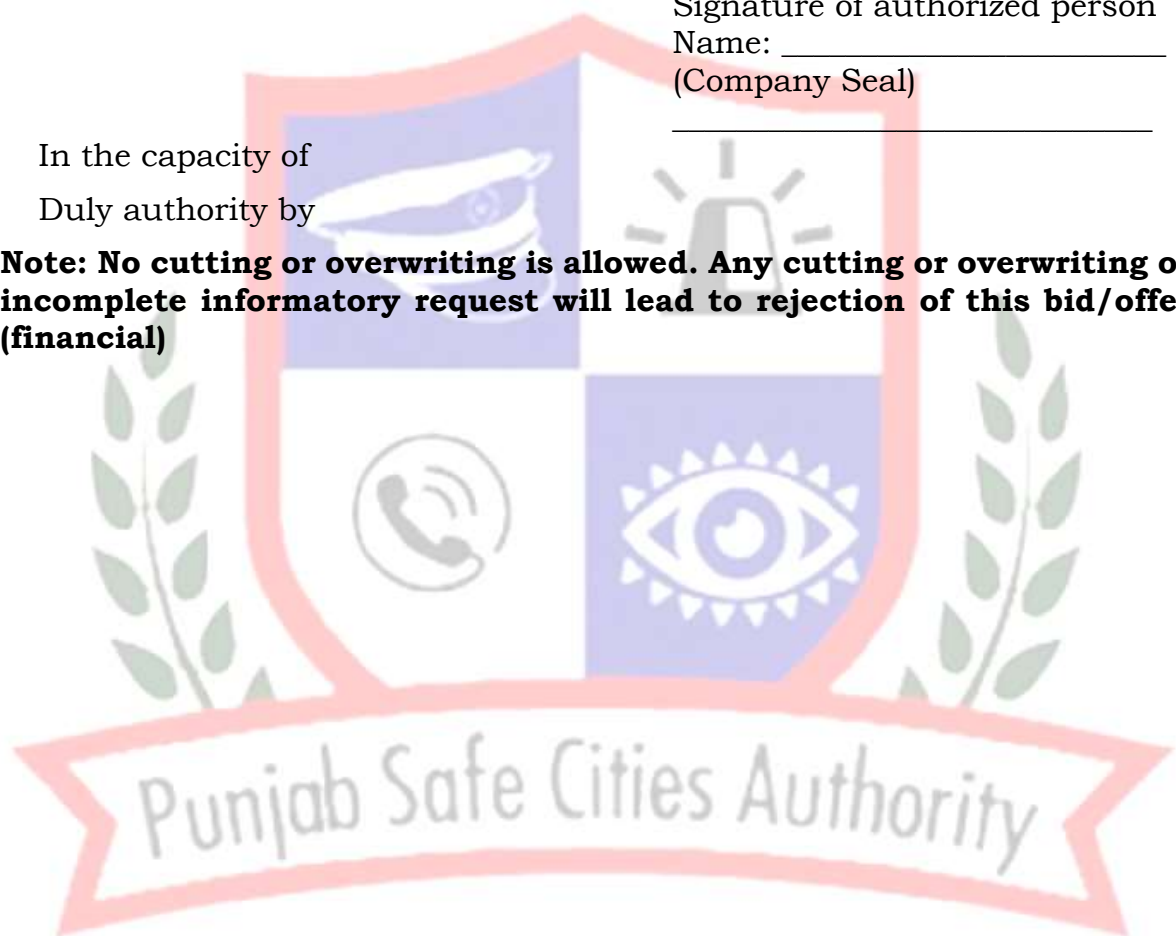 Signature of authorized person
Name: ________________________
(Company Seal)
______________________________
In the capacity of
Duly authority by
Note: No cutting or overwriting is allowed. Any cutting or overwriting o
incomplete informatory request will lead to rejection of this bid/offe
(financial)
Punjab Safe Cities Authority